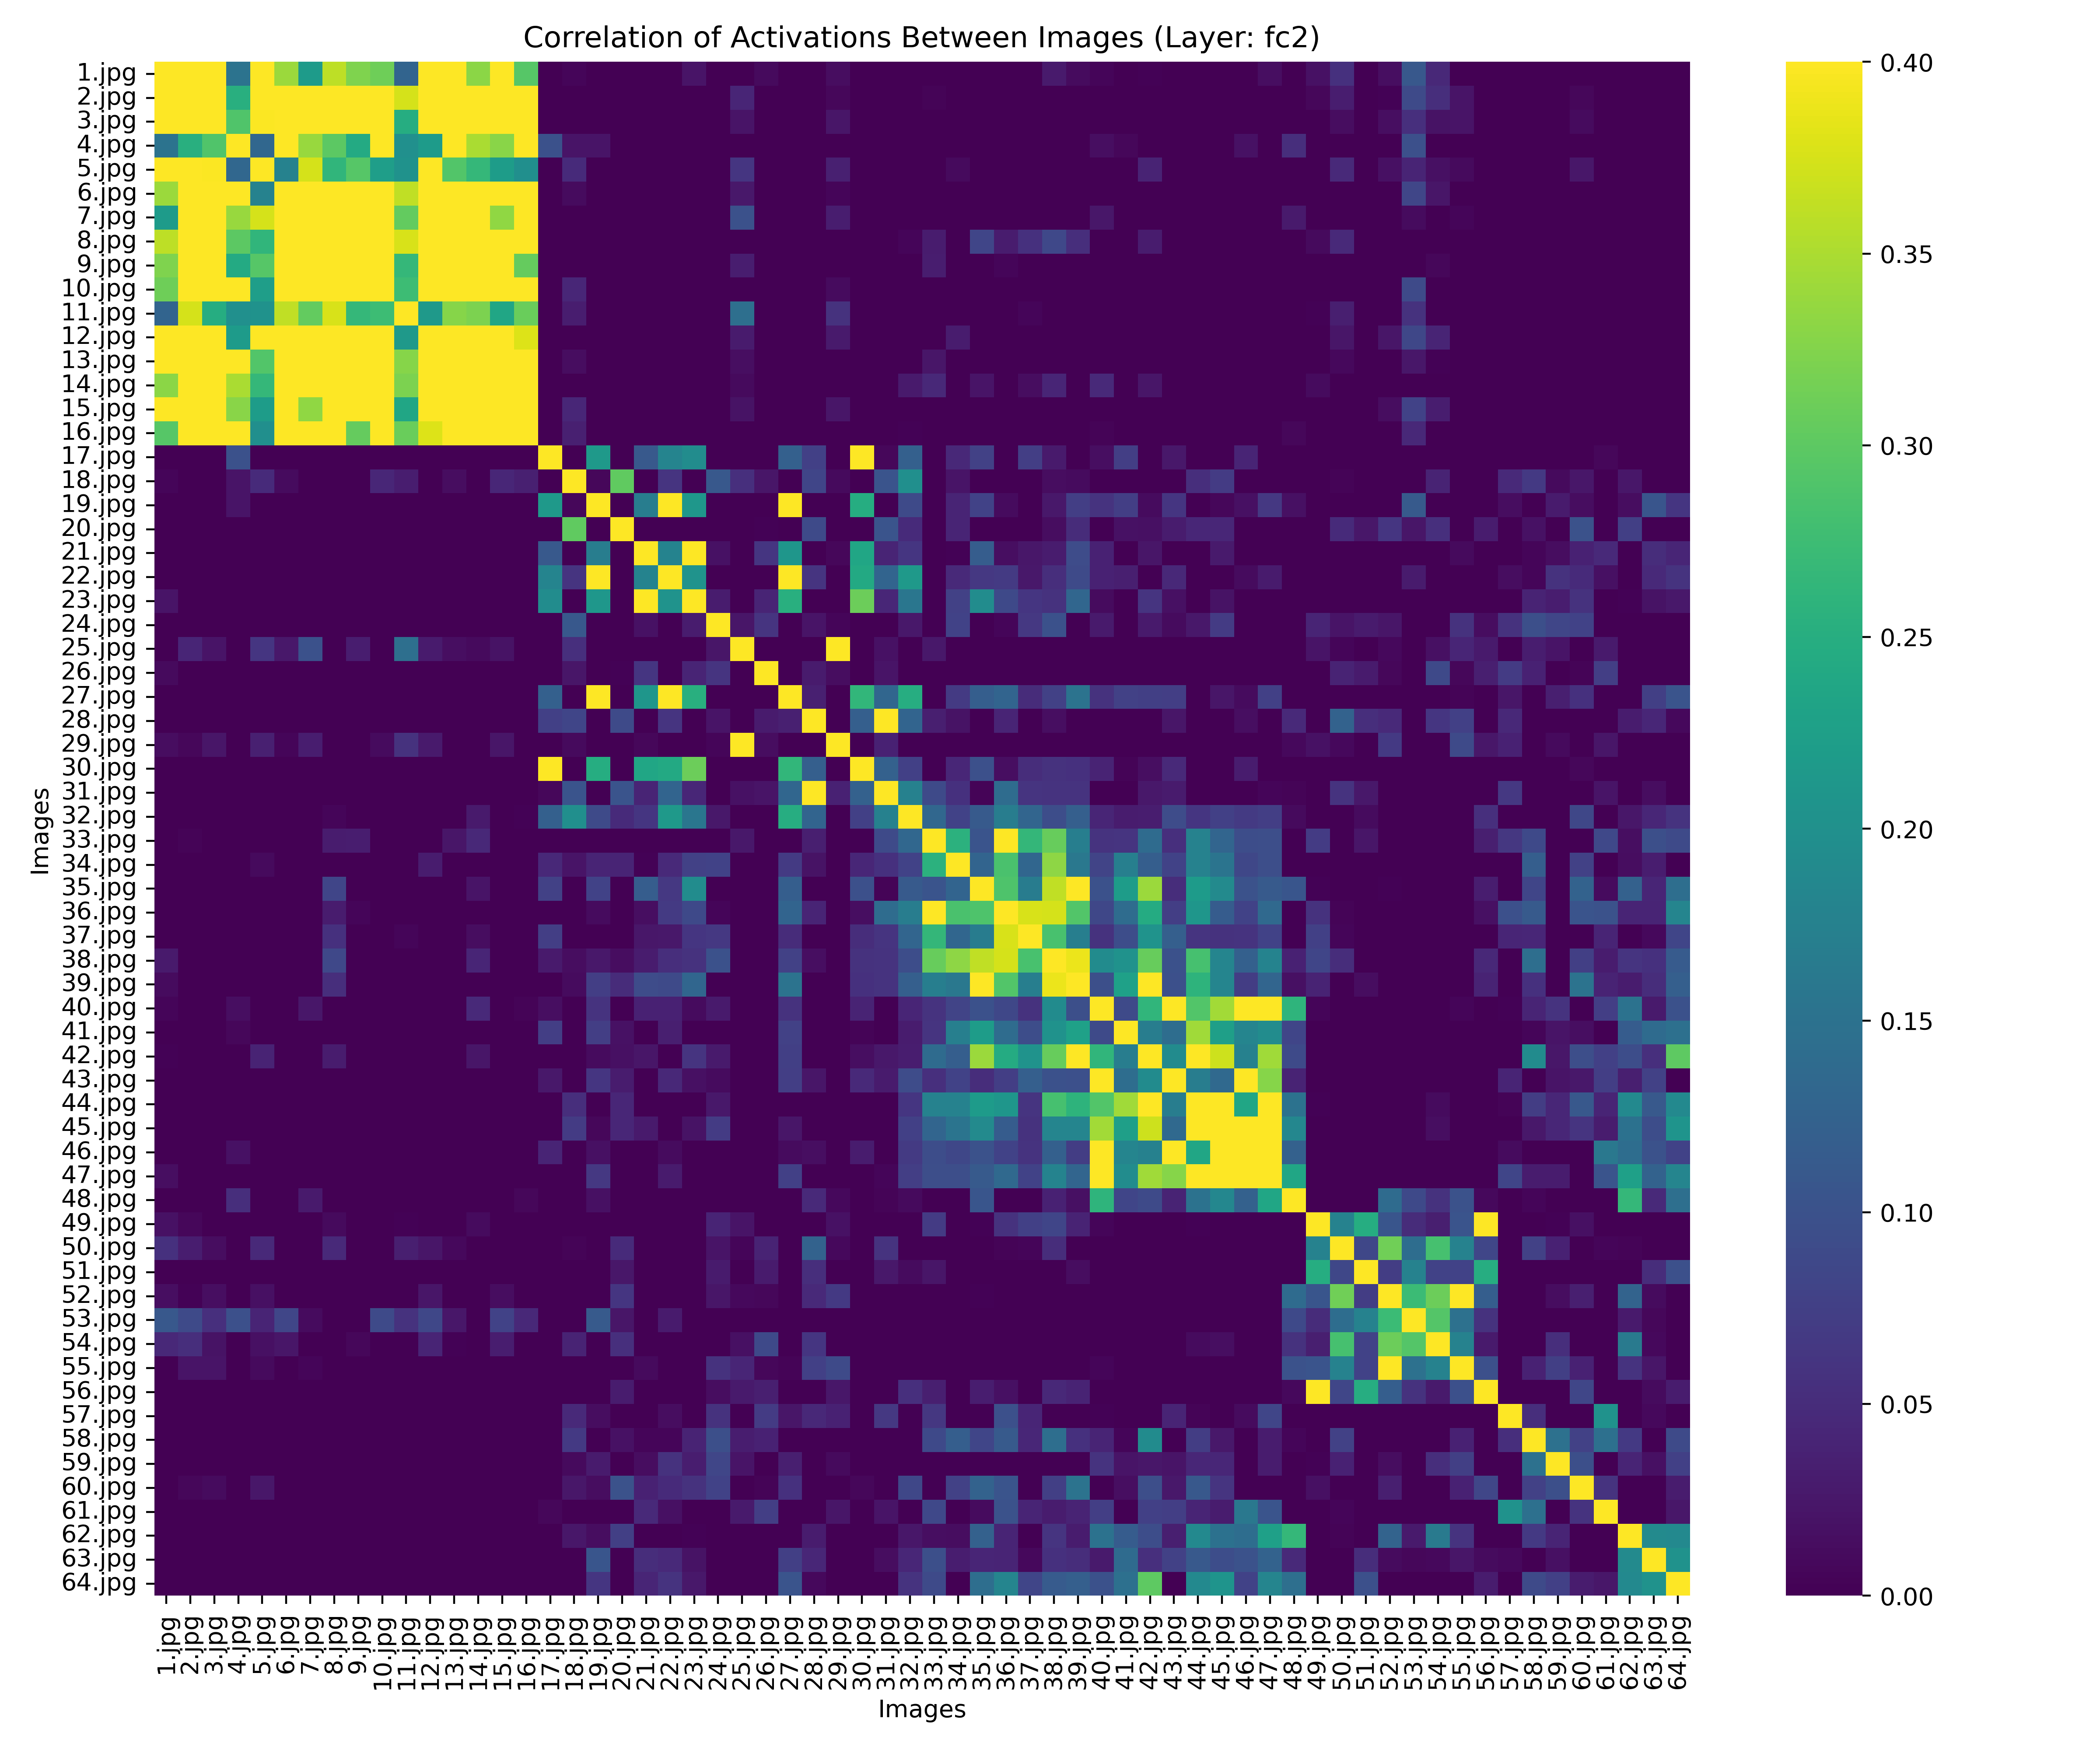 Correlation of Activations Between Images (Layer: fc2)
Images
1.jpg
2.jpg
3.jpg
4.jpg
5.jpg
6.jpg
7.jpg
8.jpg
9.jpg
10.jpg
11.jpg
12.jpg
13.jpg
14.jpg
15.jpg
16.jpg
17.jpg
18.jpg
19.jpg
20.jpg
21.jpg
22.jpg
23.jpg
24.jpg
25.jpg
26.jpg
27.jpg
28.jpg
29.jpg
30.jpg
31.jpg
32.jpg
33.jpg
34.jpg
35.jpg
36.jpg
37.jpg
38.jpg
39.jpg
40.jpg
41.jpg
42.jpg
43.jpg
44.jpg
45.jpg
46.jpg
47.jpg
48.jpg
49.jpg
50.jpg
51.jpg
52.jpg
53.jpg
54.jpg
55.jpg
56.jpg
57.jpg
58.jpg
59.jpg
60.jpg
61.jpg
62.jpg
63.jpg
64.jpg
1.jpg
2.jpg
3.jpg
4.jpg
5.jpg
6.jpg
7.jpg
8.jpg
9.jpg
10.jpg
11.jpg
12.jpg
13.jpg
14.jpg
15.jpg
16.jpg
17.jpg
18.jpg
19.jpg
20.jpg
21.jpg
22.jpg
23.jpg
24.jpg
25.jpg
26.jpg
27.jpg
28.jpg
29.jpg
30.jpg
31.jpg
32.jpg
33.jpg
34.jpg
35.jpg
36.jpg
37.jpg
38.jpg
39.jpg
40.jpg
41.jpg
42.jpg
43.jpg
44.jpg
45.jpg
46.jpg
47.jpg
48.jpg
49.jpg
50.jpg
51.jpg
52.jpg
53.jpg
54.jpg
55.jpg
56.jpg
57.jpg
58.jpg
59.jpg
60.jpg
61.jpg
62.jpg
63.jpg
64.jpg
Images
0.40
0.35
0.30
0.25
0.20
0.15
0.10
0.05
0.00